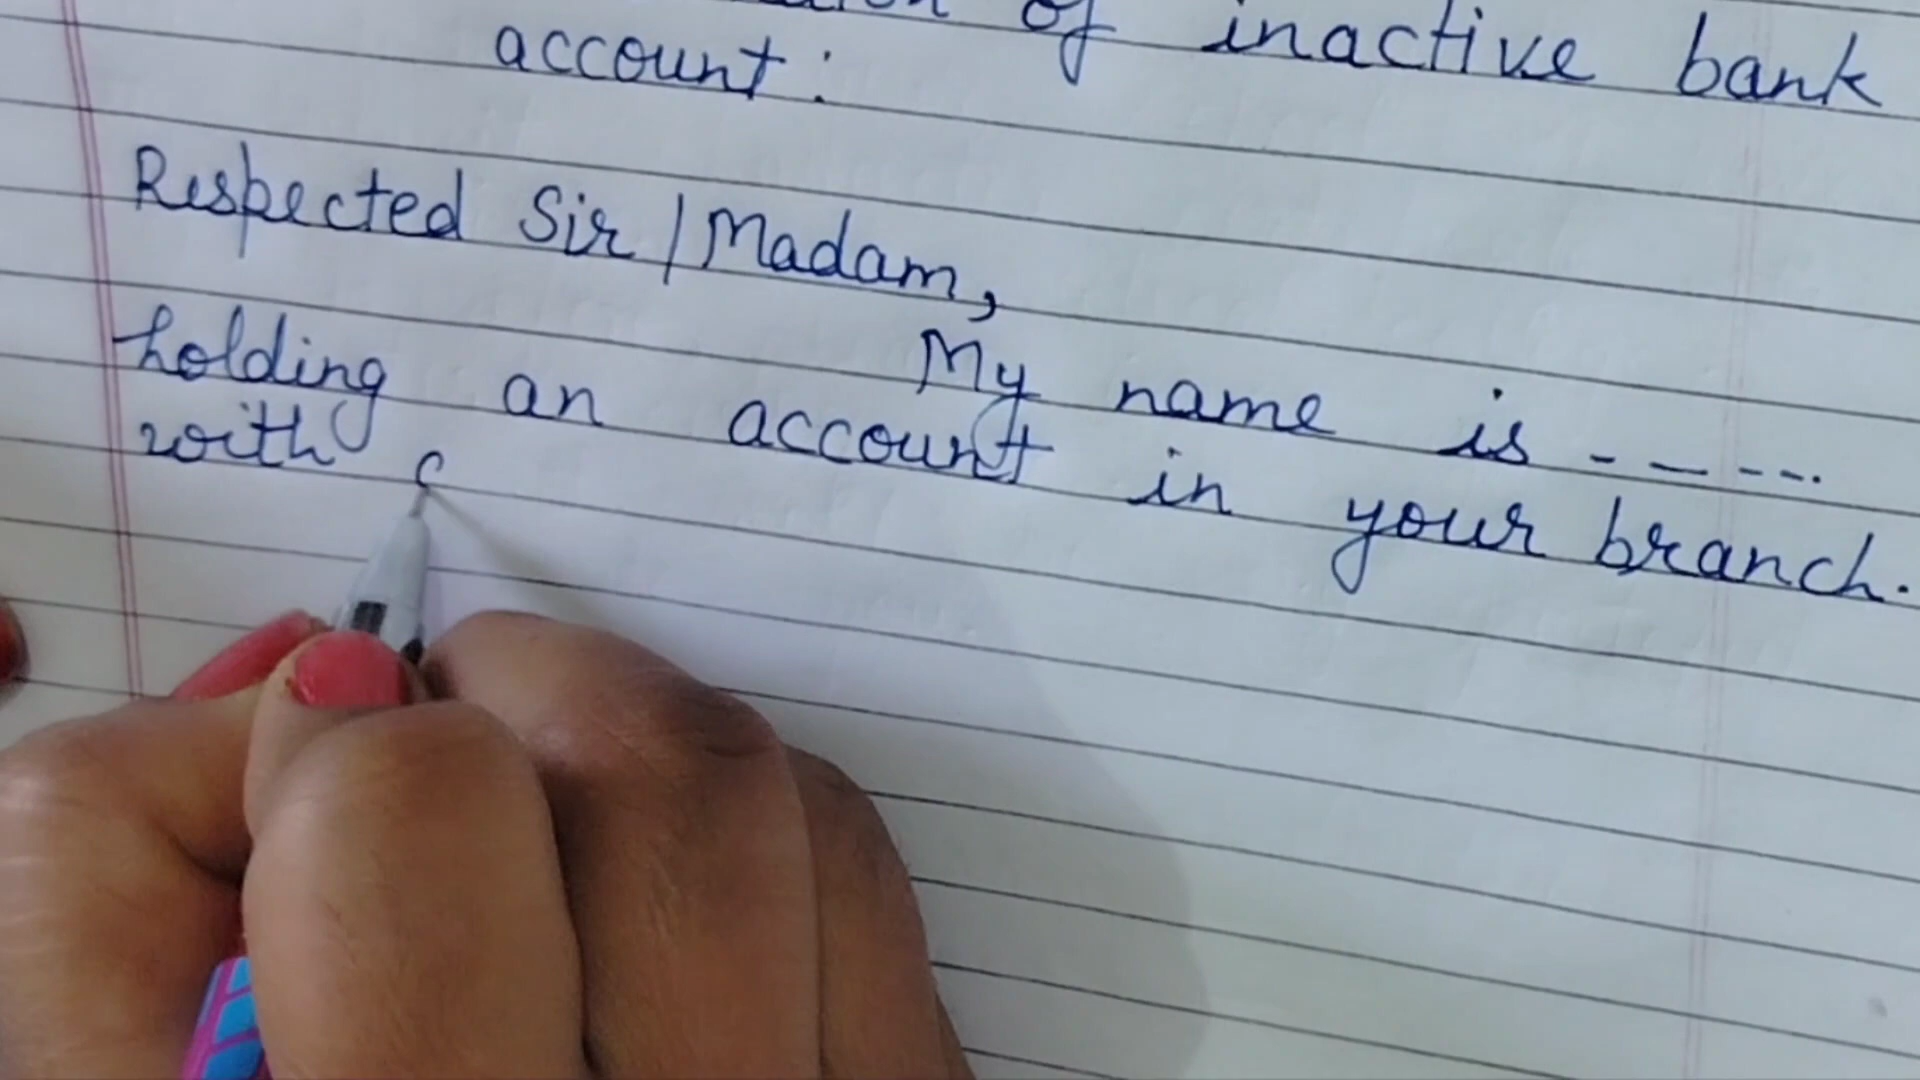 of inactive bank
account:
Respected Sir/Madam,
My name is -----.
holding an account in your branch.
with